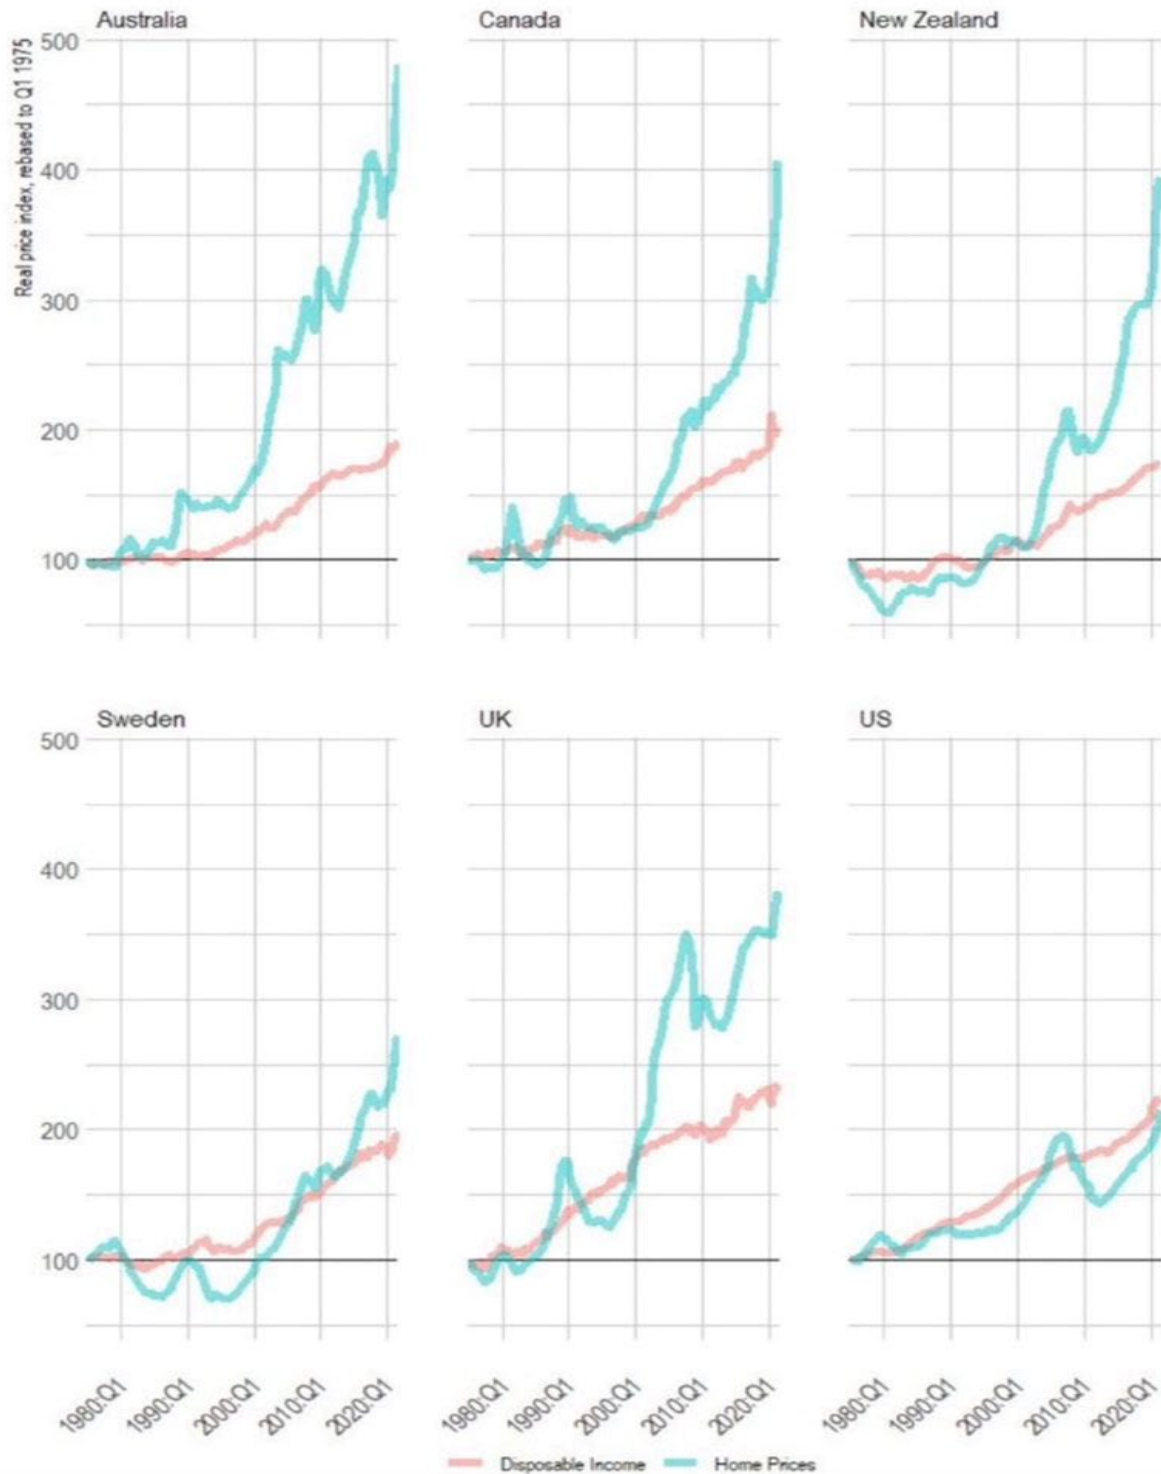 Australia
Canada
New Zealand
Real price index, rebased to Q1 1975
500
400
300
200
100
Sweden
UK
US
500
400
300
200
100
1980:Q1
1990:Q1
2000:Q1
2010:Q1
2020:Q1
1980:Q1
1990:Q1
2000:Q1
2010:Q1
2020:Q1
1980:Q1
1990:Q1
2000:Q1
2010:Q1
2020:Q1
Disposable Income Home Prices